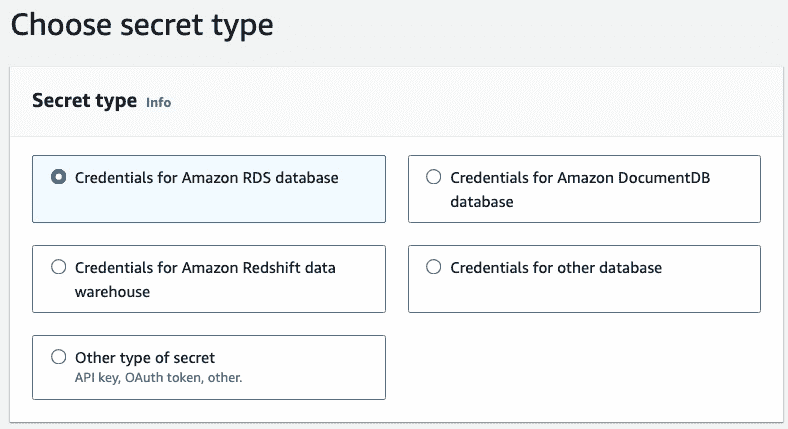 Choose secret type
Secret type Info
Credentials for Amazon RDS database
Credentials for Amazon DocumentDB
database
Credentials for Amazon Redshift data
warehouse
Credentials for other database
Other type of secret
API key, OAuth token, other.